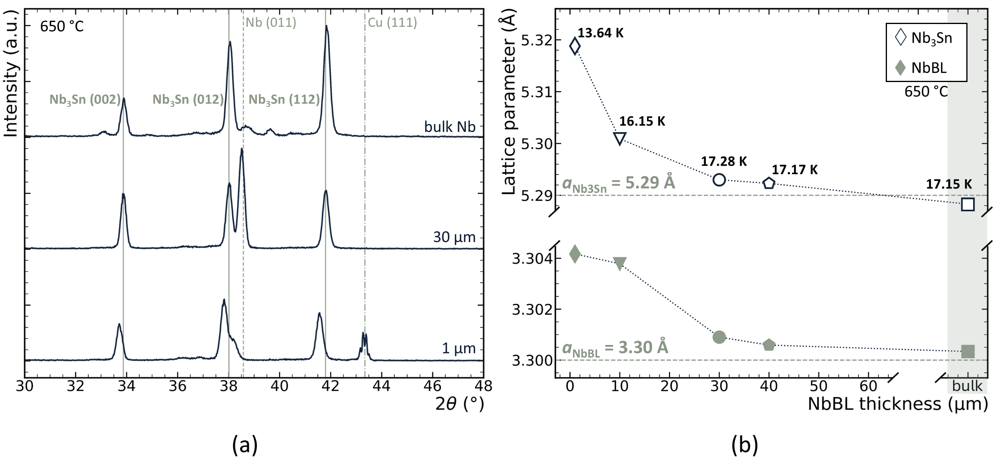 Intensity (a.u.)
650 °C
Nb (011)
Cu (111)
Nb₃Sn (002)
Nb₃Sn (012)
Nb₃Sn (112)
bulk Nb
30 μm
1 μm
30 32 34 36 38 40 42 44 46 48
2θ (°)
(a)
Lattice parameter (Å)
5.32
5.31
5.30
5.29
3.304
3.302
3.300
13.64 K
16.15 K
17.28 K
17.17 K
17.15 K
Nb₃Sn
NbBL
650 °C
aNb3Sn = 5.29 Å
aNbBL = 3.30 Å
0 10 20 30 40 50 60 bulk
NbBL thickness (μm)
(b)